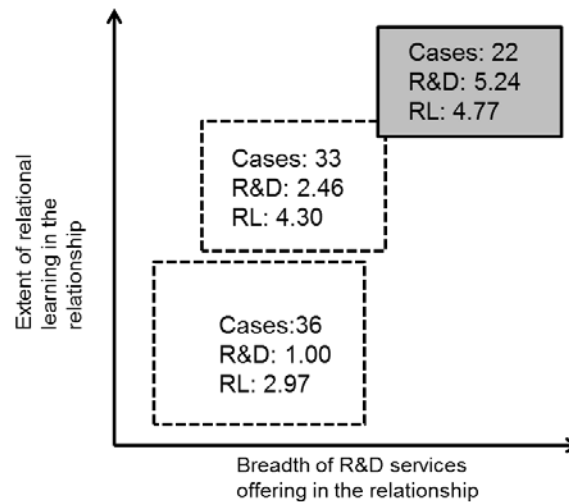 Cases: 22
R&D: 5.24
RL: 4.77
Cases: 33
R&D: 2.46
RL: 4.30
Cases:36
R&D: 1.00
RL: 2.97
Extent of relational
learning in the
relationship
Breadth of R&D services
offering in the relationship